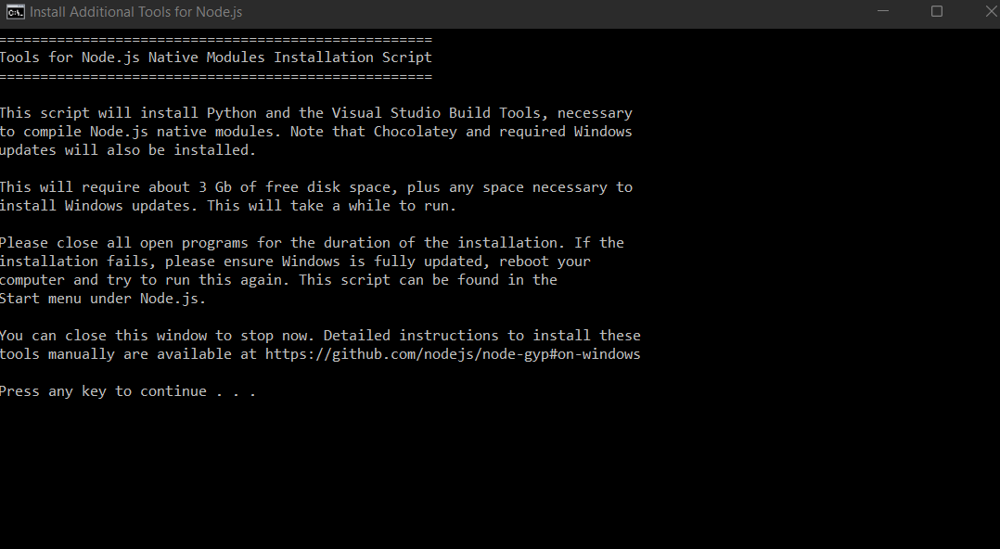 Install Additional Tools for Node.js
====================================================
Tools for Node.js Native Modules Installation Script
====================================================
This script will install Python and the Visual Studio Build Tools, necessary
to compile Node.js native modules. Note that Chocolatey and required Windows
updates will also be installed.
This will require about 3 Gb of free disk space, plus any space necessary to
install Windows updates. This will take a while to run.
Please close all open programs for the duration of the installation. If the
installation fails, please ensure Windows is fully updated, reboot your
computer and try to run this again. This script can be found in the
Start menu under Node.js.
You can close this window to stop now. Detailed instructions to install these
tools manually are available at https://github.com/nodejs/node-gyp#on-windows
Press any key to continue . . .